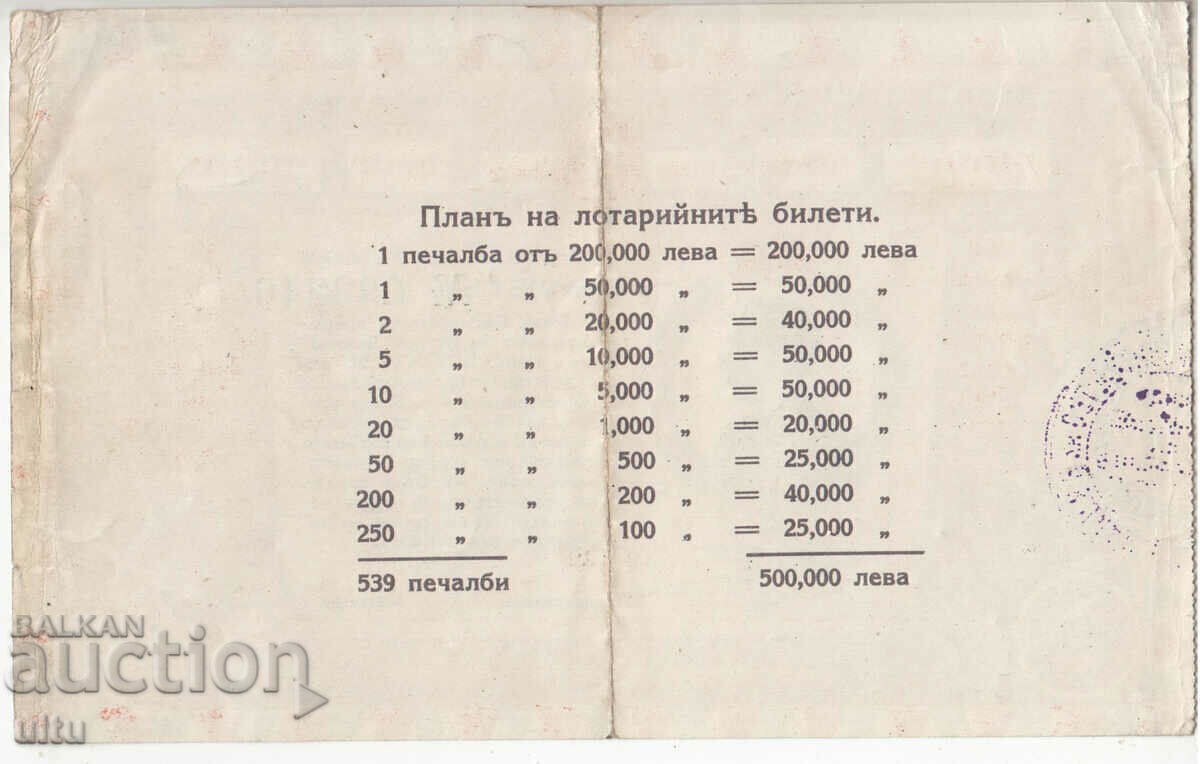 Планъ на лотарийнитѣ билети.
1 печалба отъ 200,000 лева = 200,000 лева
1 „ „ 50,000 „ = 50,000 „
2 „ „ 20,000 „ = 40,000 „
5 „ „ 10,000 „ = 50,000 „
10 „ „ 5,000 „ = 50,000 „
20 „ „ 1,000 „ = 20,000 „
50 „ „ 500 „ = 25,000 „
200 „ „ 200 „ = 40,000 „
250 „ „ 100 „ = 25,000 „
539 печалби 500,000 лева
BALKAN
auction
ultu